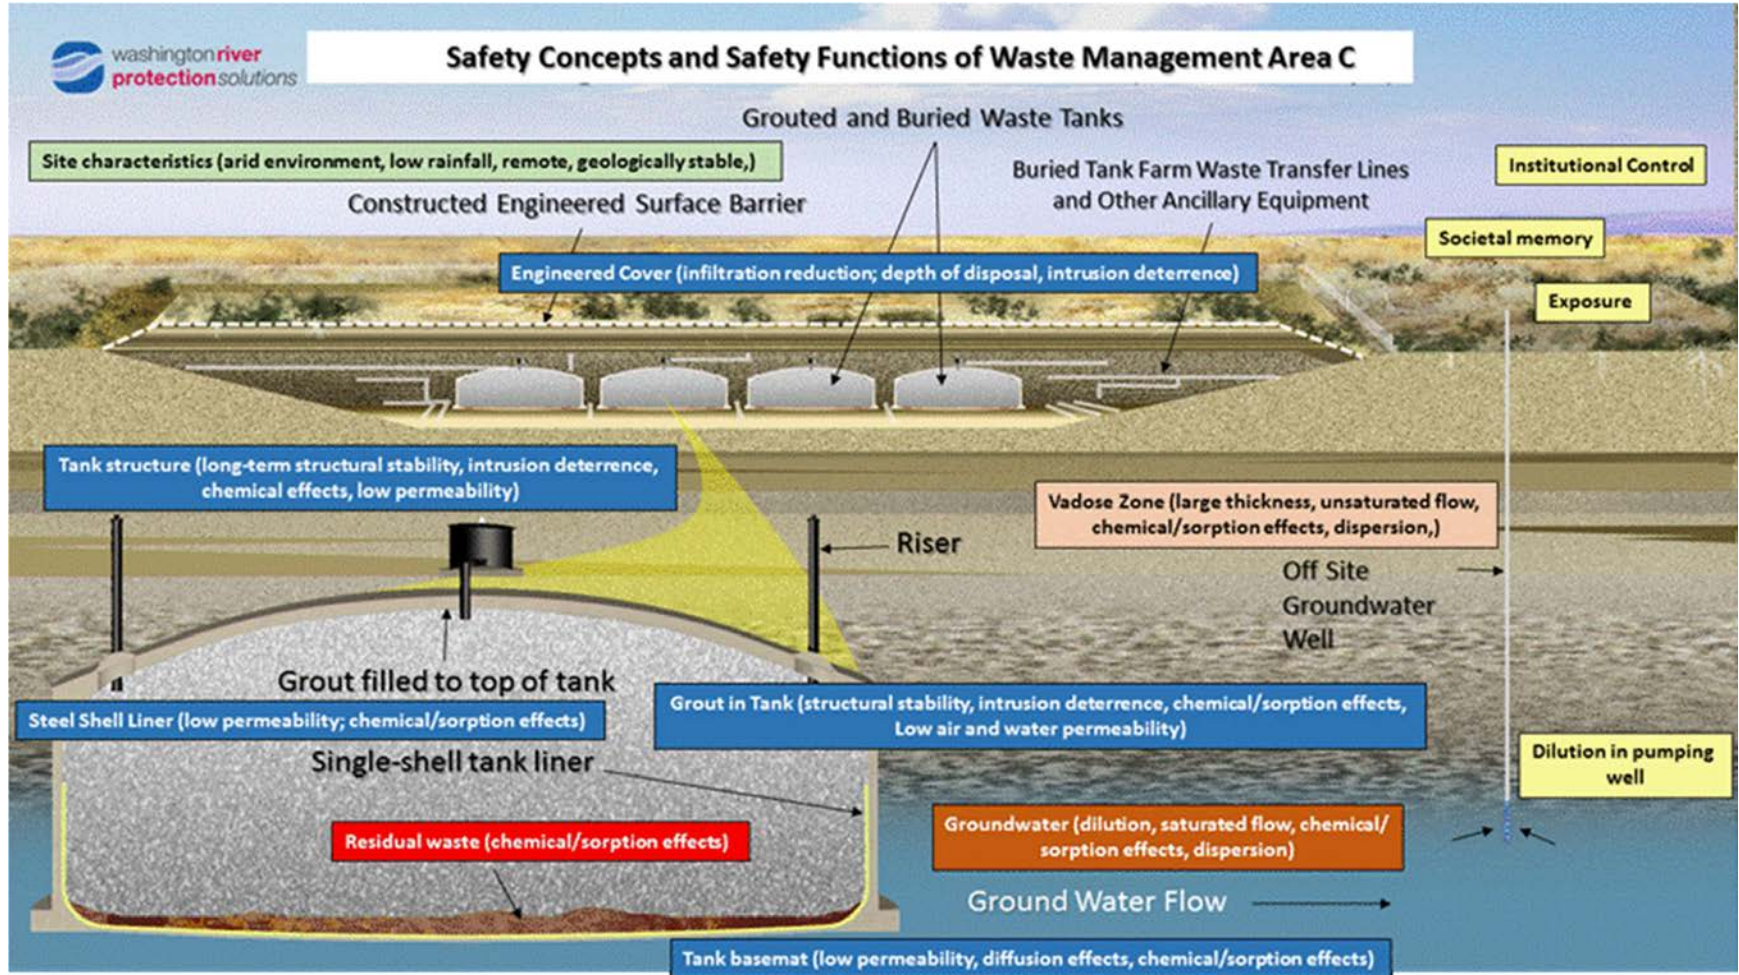 washingtonriver
protectionsolutions
Safety Concepts and Safety Functions of Waste Management Area C
Grouted and Buried Waste Tanks
Site characteristics (arid environment, low rainfall, remote, geologically stable,)
Buried Tank Farm Waste Transfer Lines
and Other Ancillary Equipment
Institutional Control
Constructed Engineered Surface Barrier
Societal memory
Engineered Cover (infiltration reduction; depth of disposal, intrusion deterrence)
Exposure
Tank structure (long-term structural stability, intrusion deterrence,
chemical effects, low permeability)
Vadose Zone (large thickness, unsaturated flow,
chemical/sorption effects, dispersion,)
Riser
Off Site
Groundwater
Well
Grout filled to top of tank
Steel Shell Liner (low permeability; chemical/sorption effects)
Grout in Tank (structural stability, intrusion deterrence, chemical/sorption effects,
Low air and water permeability)
Single-shell tank liner
Dilution in pumping
well
Residual waste (chemical/sorption effects)
Groundwater (dilution, saturated flow, chemical/
sorption effects, dispersion)
Ground Water Flow
Tank basemat (low permeability, diffusion effects, chemical/sorption effects)